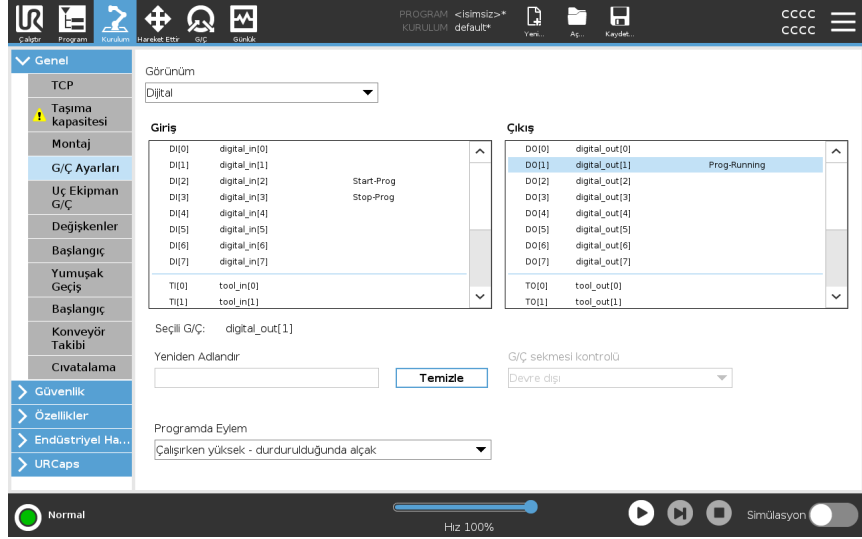 PROGRAM <isimsiz>*
KURULUM default*
CCCC
CCCC
Çalıştır Program Kurulum Hareket Ettir G/Ç Günlük Yeni... Aç... Kaydet...
Genel
TCP
Taşıma
kapasitesi
Montaj
G/Ç Ayarları
Uç Ekipman
G/Ç
Değişkenler
Başlangıç
Yumuşak
Geçiş
Başlangıç
Konveyör
Takibi
Cıvatalama
Güvenlik
Özellikler
Endüstriyel Ha...
URCaps
Görünüm
Dijital
Giriş
DI[0] digital_in[0]
DI[1] digital_in[1]
DI[2] digital_in[2] Start-Prog
DI[3] digital_in[3] Stop-Prog
DI[4] digital_in[4]
DI[5] digital_in[5]
DI[6] digital_in[6]
DI[7] digital_in[7]
TI[0] tool_in[0]
TI[1] tool_in[1]
Çıkış
DO[0] digital_out[0]
DO[1] digital_out[1] Prog-Running
DO[2] digital_out[2]
DO[3] digital_out[3]
DO[4] digital_out[4]
DO[5] digital_out[5]
DO[6] digital_out[6]
DO[7] digital_out[7]
TO[0] tool_out[0]
TO[1] tool_out[1]
Seçili G/Ç: digital_out[1]
Yeniden Adlandır
Temizle
G/Ç sekmesi kontrolü
Devre dışı
Programda Eylem
Çalışırken yüksek - durdurulduğunda alçak
Normal
Hız 100%
Simülasyon